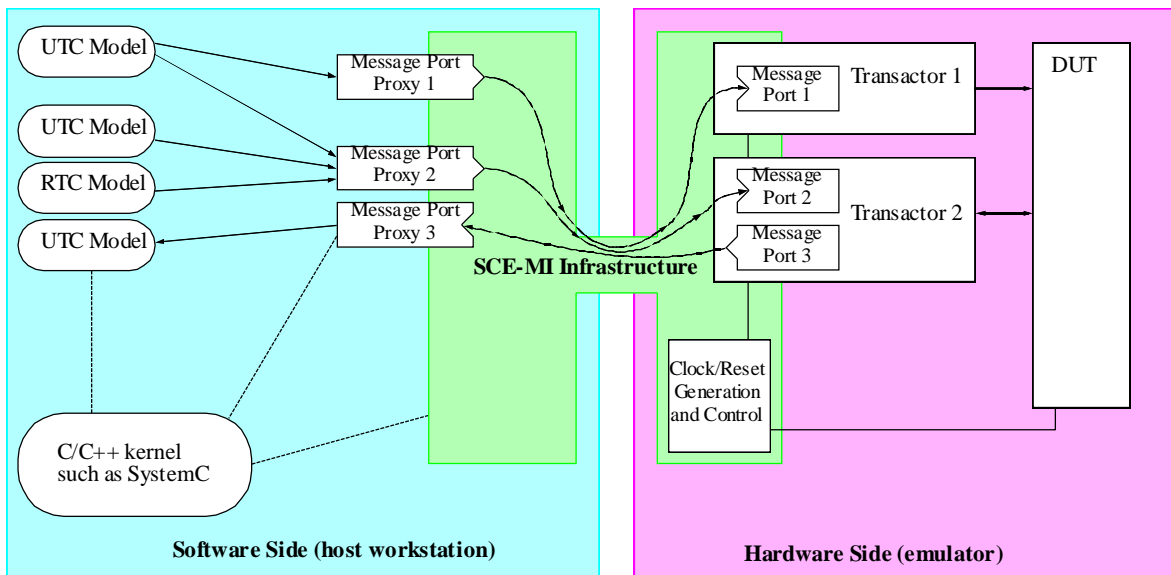 UTC Model
UTC Model
RTC Model
UTC Model
Message Port
Proxy 1
Message Port
Proxy 2
Message Port
Proxy 3
C/C++ kernel
such as SystemC
Software Side (host workstation)
SCE-MI Infrastructure
Message
Port 1
Transactor 1
Message
Port 2
Transactor 2
Message
Port 3
Clock/Reset
Generation
and Control
DUT
Hardware Side (emulator)